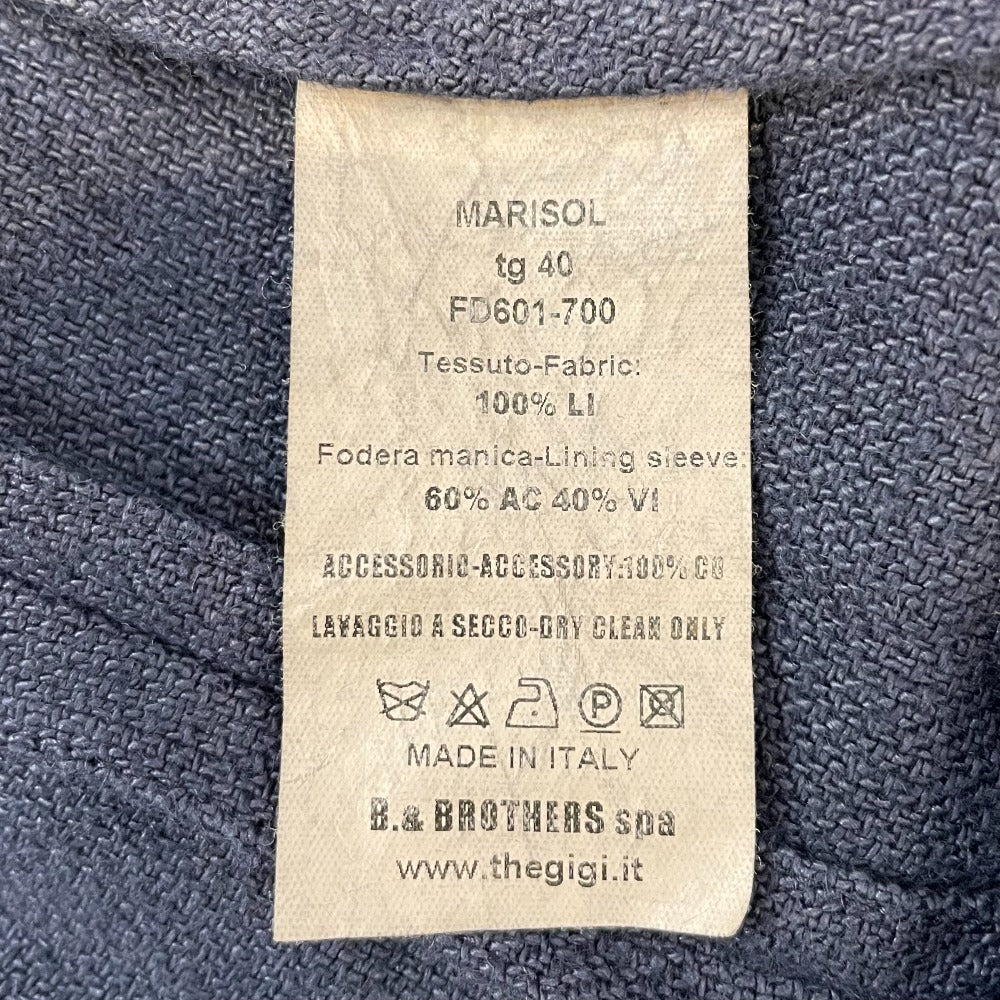 MARISOL
tg 40
FD601-700
Tessuto-Fabric:
100% LI
Fodera manica-Lining sleeve:
60% AC 40% VI
ACCESSORIO-ACCESSORY:100% CO
LAVAGGIO A SECCO-DRY CLEAN ONLY
P
MADE IN ITALY
B.& BROTHERS spa
www.thegigi.it